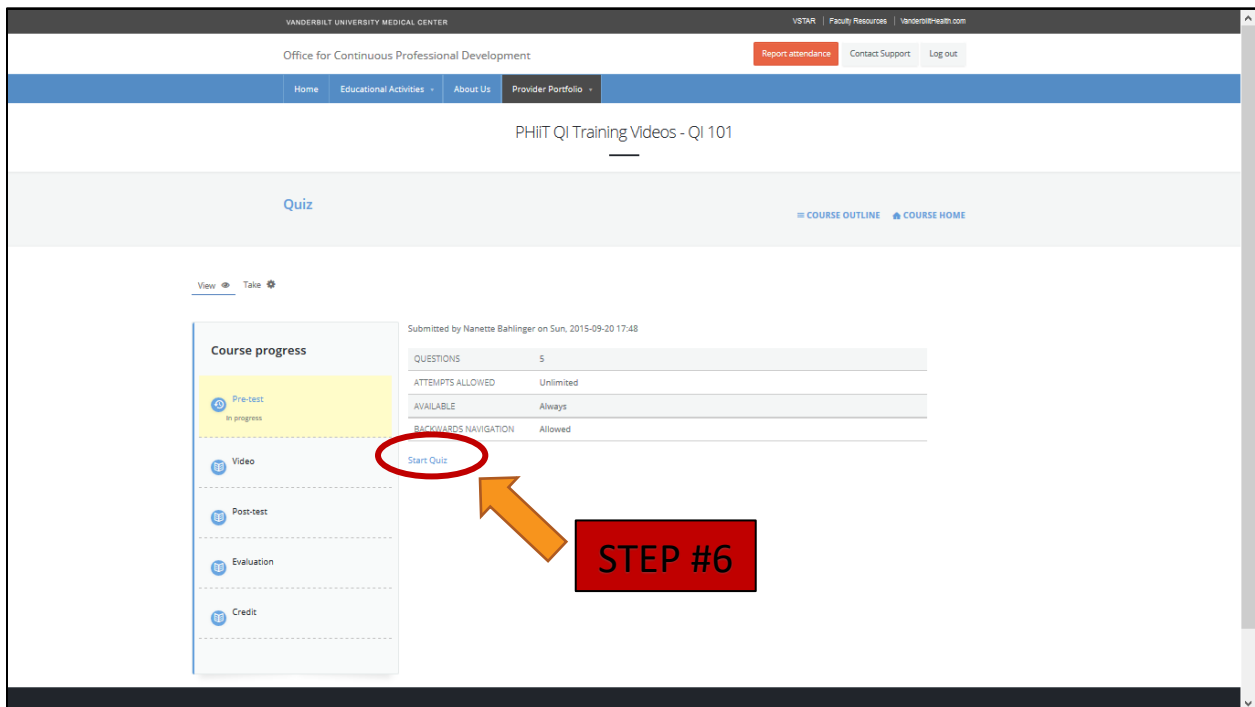 VANDERBILT UNIVERSITY MEDICAL CENTER
VSTAR | Faculty Resources | VanderbiltHealth.com
Office for Continuous Professional Development
Report attendance Contact Support Log out
Home Educational Activities About Us Provider Portfolio
PHiiT QI Training Videos - QI 101
Quiz
COURSE OUTLINE COURSE HOME
View Take
Submitted by Nanette Bahlinger on Sun, 2015-09-20 17:48
Course progress
QUESTIONS 5
ATTEMPTS ALLOWED Unlimited
Pre-test
AVAILABLE Always
In progress
BACKWARDS NAVIGATION Allowed
Video
Start Quiz
Post-test
STEP #6
Evaluation
Credit